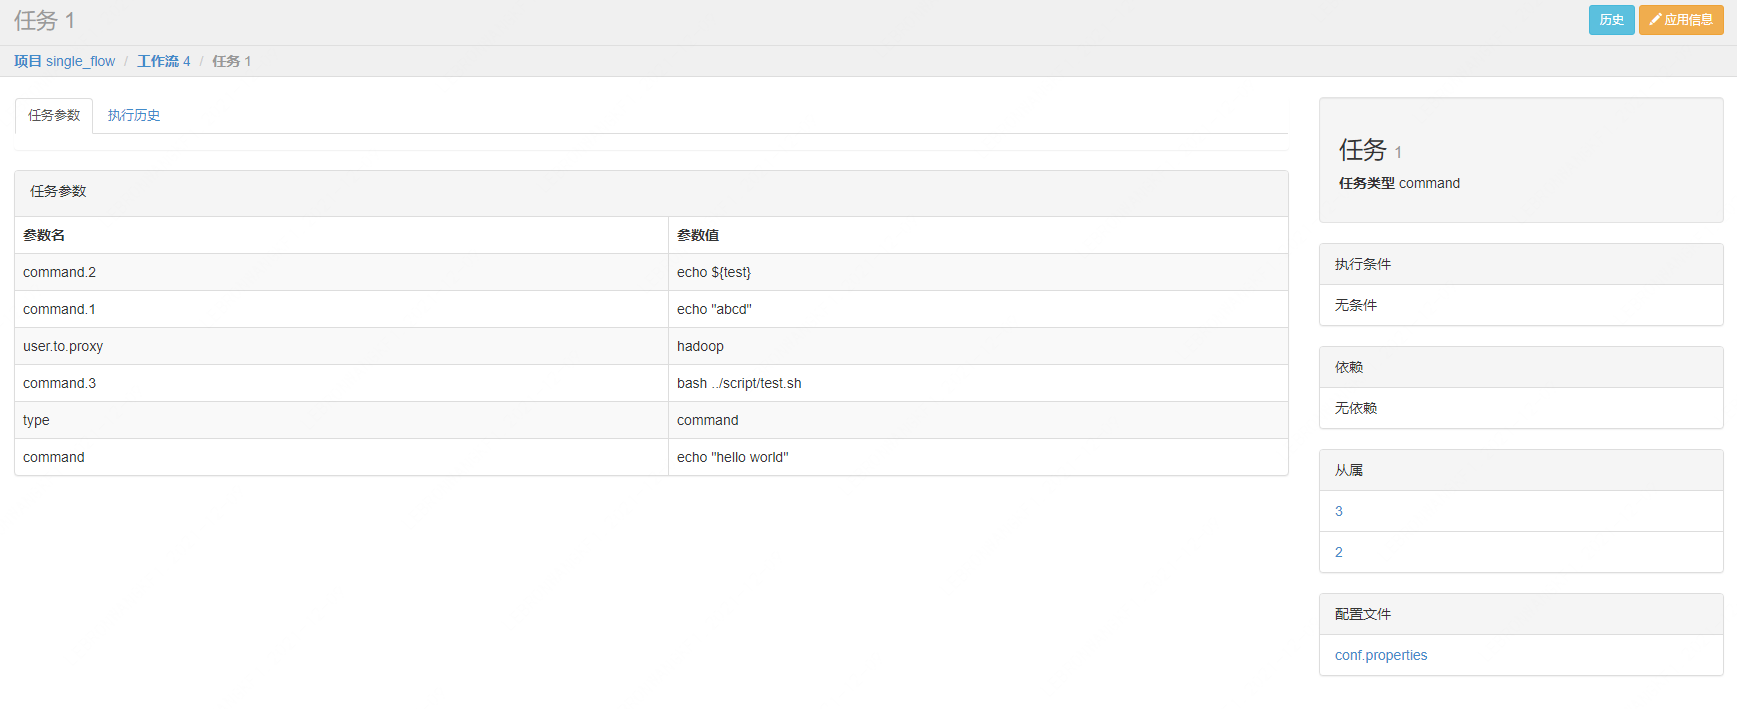 任务 1
历史
应用信息
项目 single_flow / 工作流 4 / 任务 1
任务参数
执行历史
任务参数
参数名 参数值
command.2 echo ${test}
command.1 echo "abcd"
user.to.proxy hadoop
command.3 bash ../script/test.sh
type command
command echo "hello world"
任务 1
任务类型 command
执行条件
无条件
依赖
无依赖
从属
3
2
配置文件
conf.properties